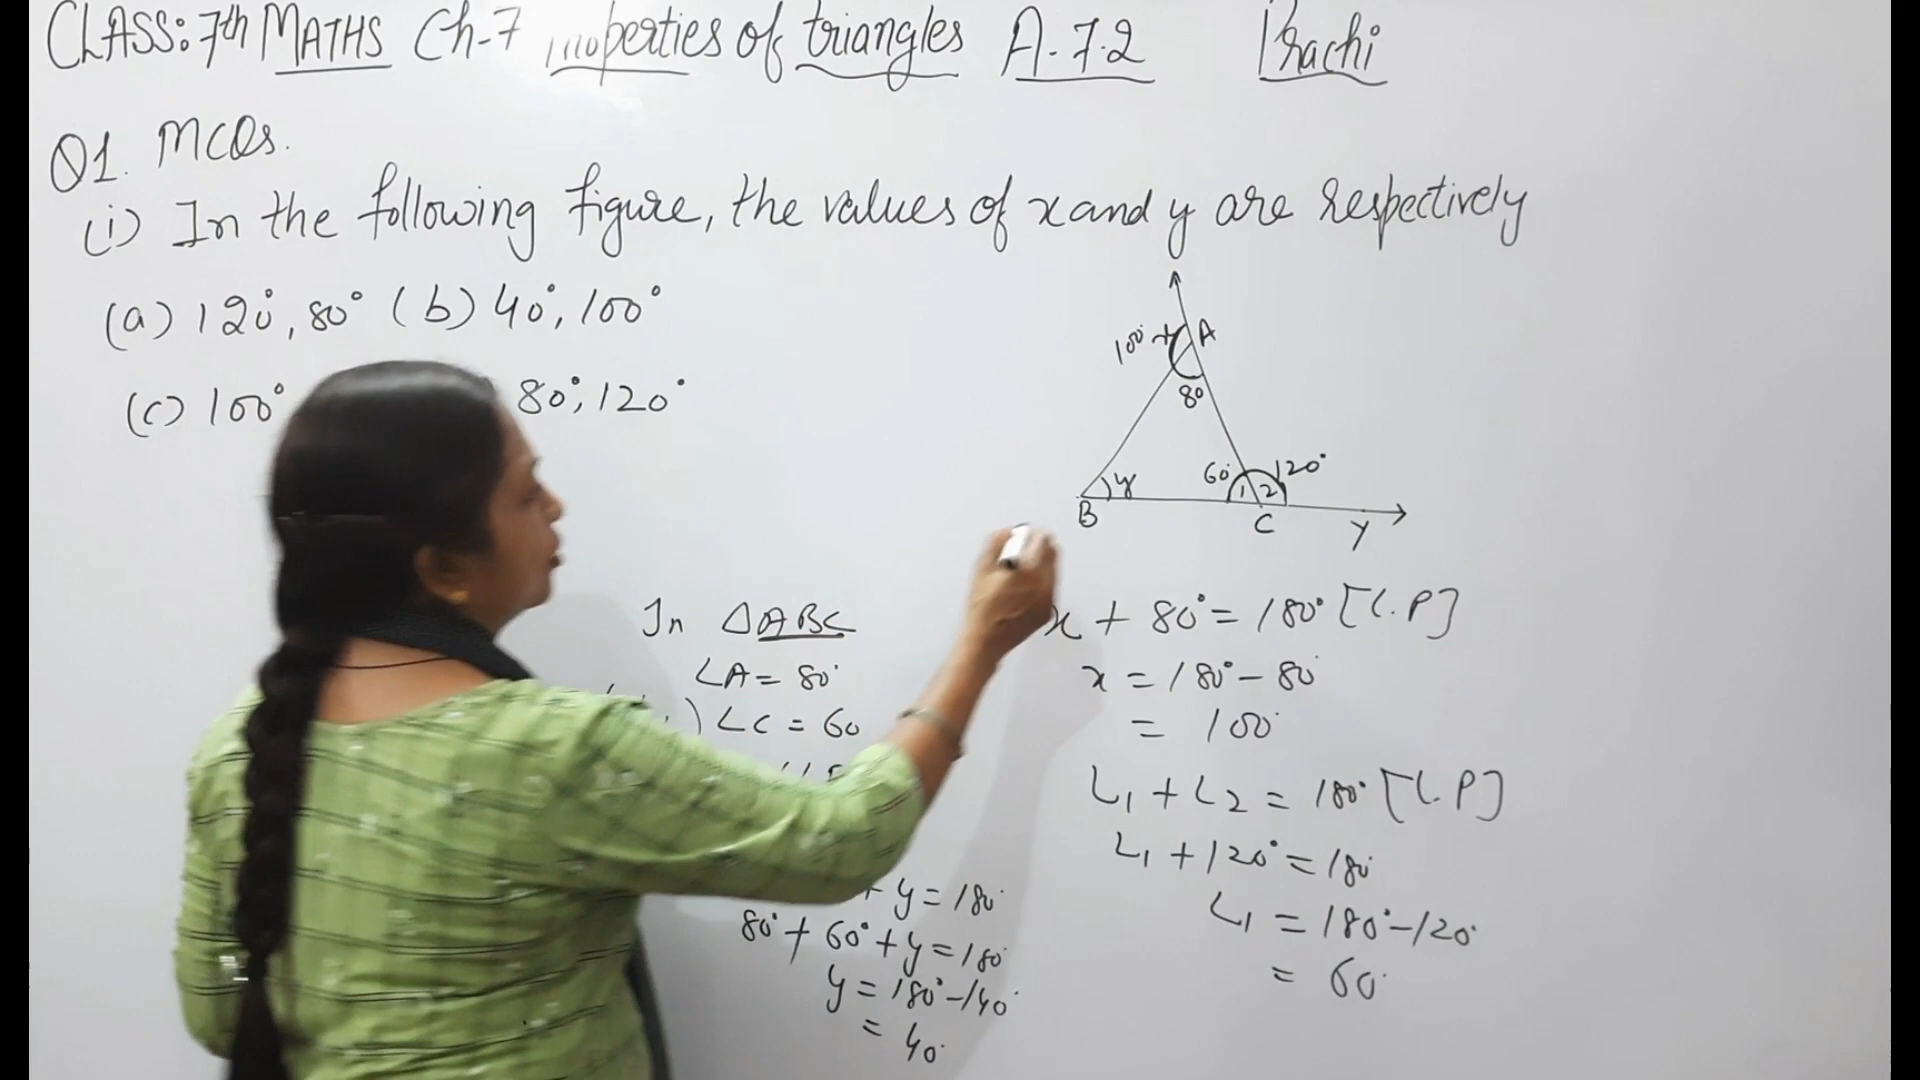 CLASS: 7th MATHS Ch-7 Properties of triangles A-7.2 Prachi
Q1. MCQs.
(i) In the following figure, the values of x and y are respectively
(a) 120°, 80° (b) 40°, 100°
(c) 100° 80°, 120°
100° x A
80
60° 120°
y 1 2
B C Y
In △ABC
∠A = 80°
∠C = 60
+ y = 180°
80° + 60° + y = 180°
y = 180° - 140°
= 40°
x + 80° = 180° [L.P]
x = 180° - 80°
= 100°
∠1 + ∠2 = 180° [L.P]
∠1 + 120° = 180
∠1 = 180° - 120°
= 60°